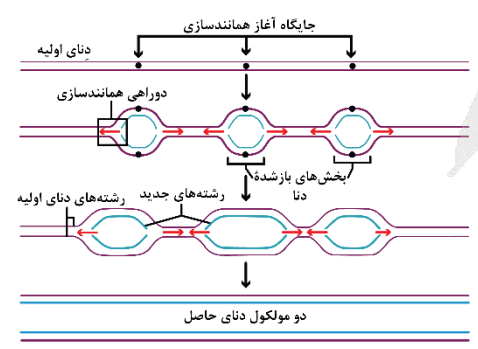 جایگاه آغاز همانندسازی
دِنای اولیه
دوراهی همانندسازی
بخش‌های بازشدهٔ
دنا
رشته‌های جدید
رشته‌های دنای اولیه
دو مولکول دنای حاصل